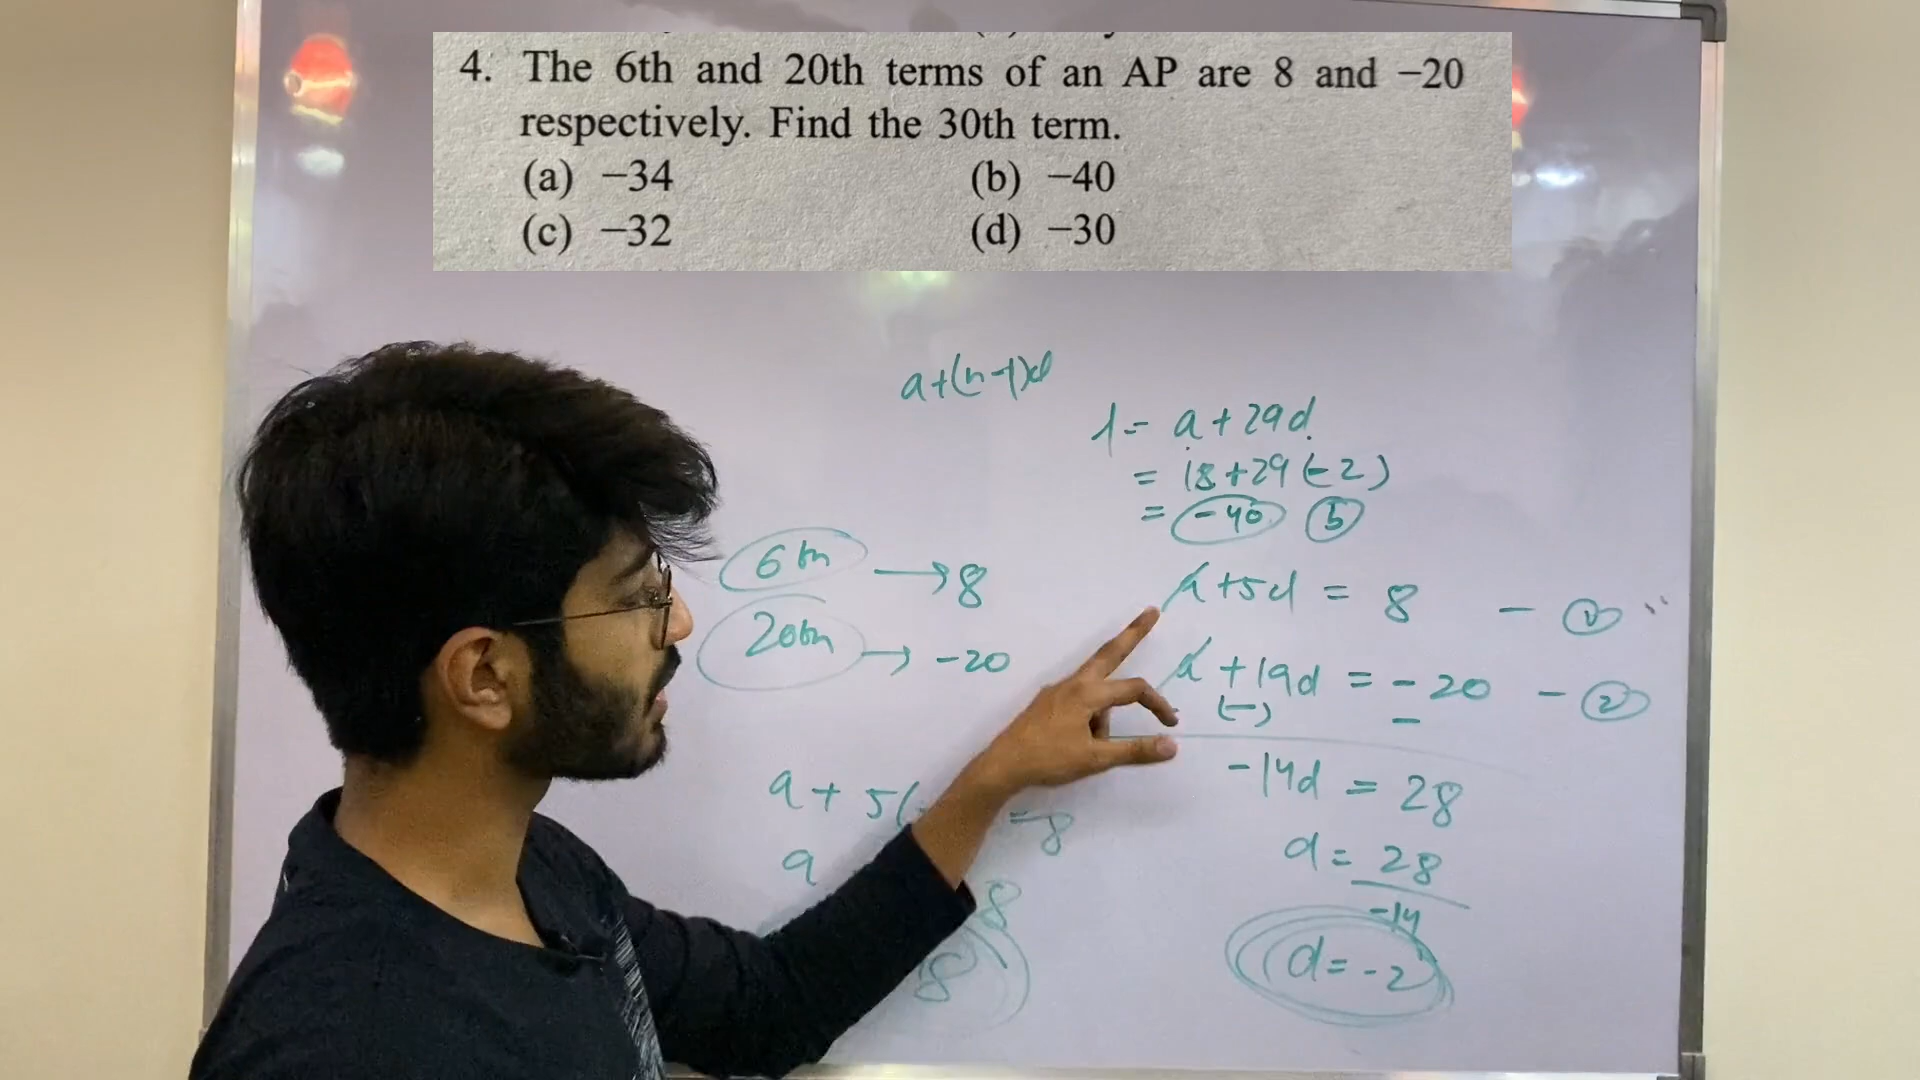 4. The 6th and 20th terms of an AP are 8 and −20
respectively. Find the 30th term.
(a) −34 (b) −40
(c) −32 (d) −30
a+(n-1)d
l = a+29d
= 18+29(-2)
= -40 b
6th → 8
20th → -20
a+5d = 8 - 1
a+19d = -20 - 2
(-) -
-14d = 28
d = 28
-14
d = -2
a + 5( = 8
a
8
8